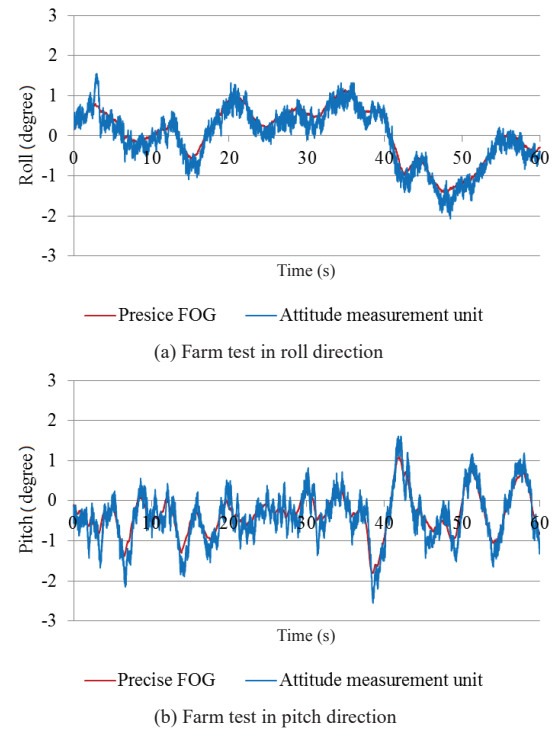 3
2
1
0
-1
-2
-3
Roll ( degree)
0 10 20 30 40 50 60
Time (s)
Presice FOG Attitude measurement unit
(a) Farm test in roll direction
3
2
1
0
-1
-2
-3
Pitch ( degree)
0 10 20 30 40 50 60
Time (s)
Precise FOG Attitude measurement unit
(b) Farm test in pitch direction